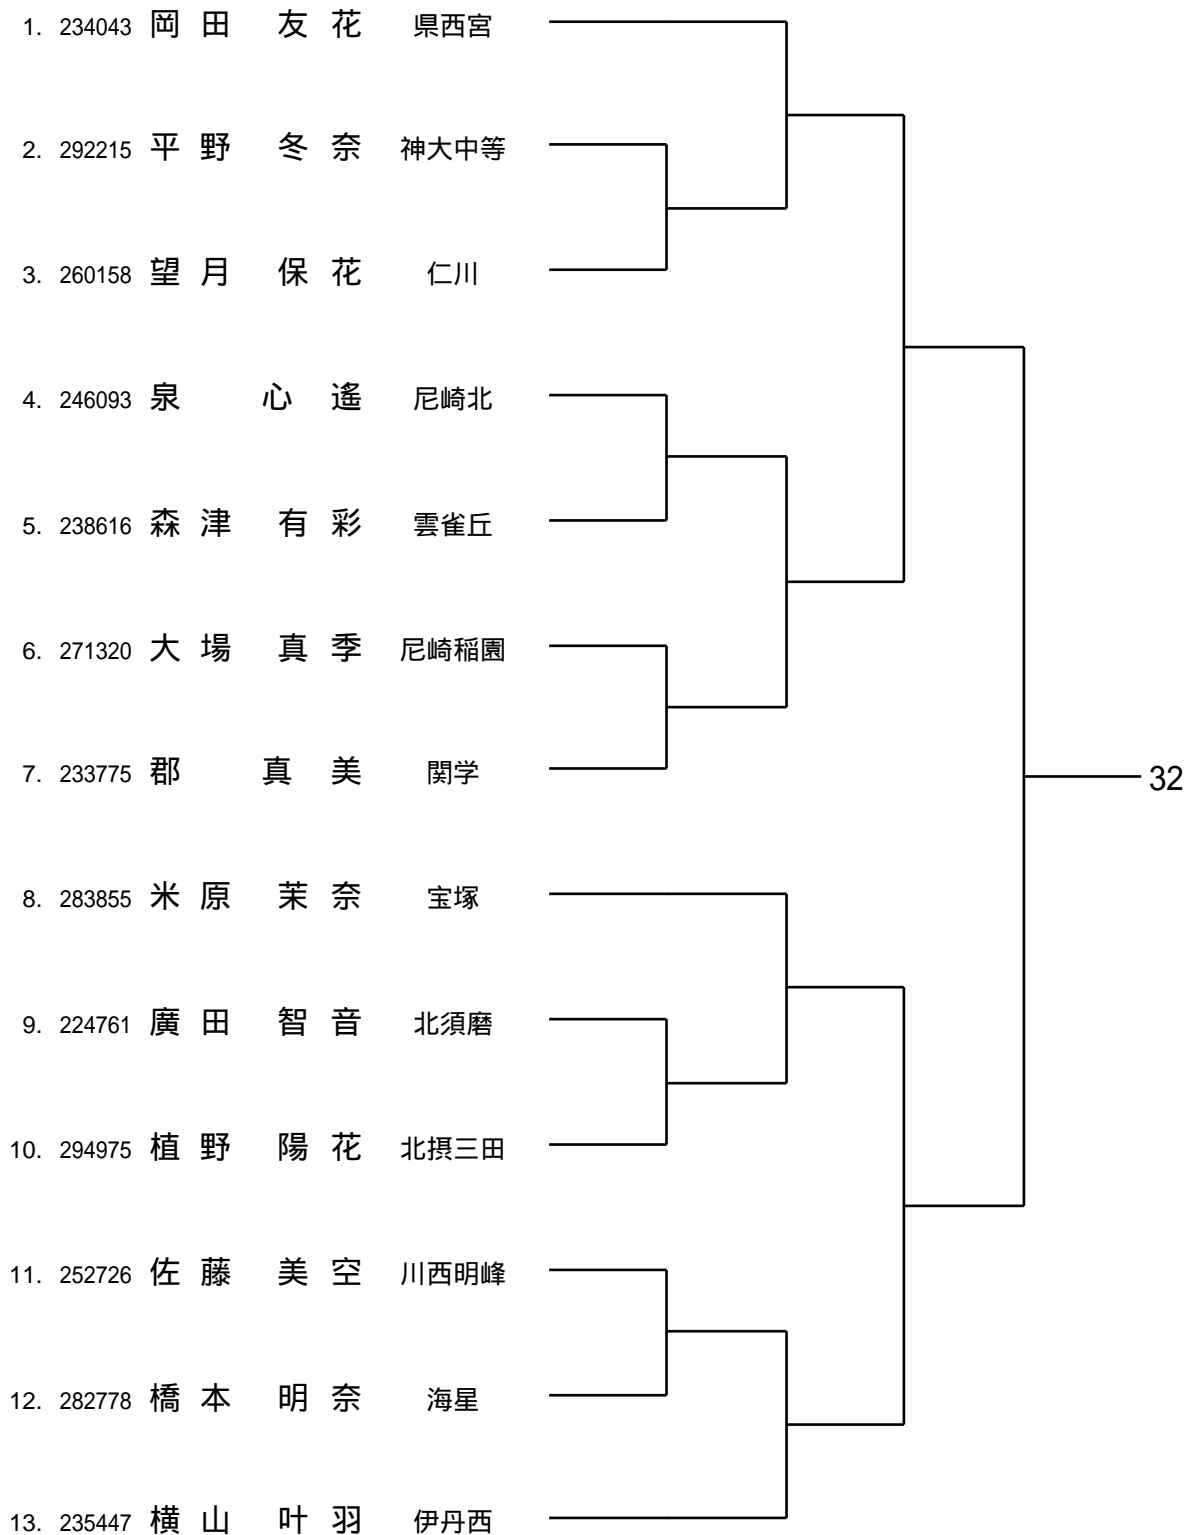 1. 234043 岡田 友花 県西宮
2. 292215 平野 冬奈 神大中等
3. 260158 望月 保花 仁川
4. 246093 泉 心遙 尼崎北
5. 238616 森津 有彩 雲雀丘
6. 271320 大場 真季 尼崎稲園
7. 233775 郡 真美 関学
32
8. 283855 米原 茉奈 宝塚
9. 224761 廣田 智音 北須磨
10. 294975 植野 陽花 北摂三田
11. 252726 佐藤 美空 川西明峰
12. 282778 橋本 明奈 海星
13. 235447 横山 叶羽 伊丹西